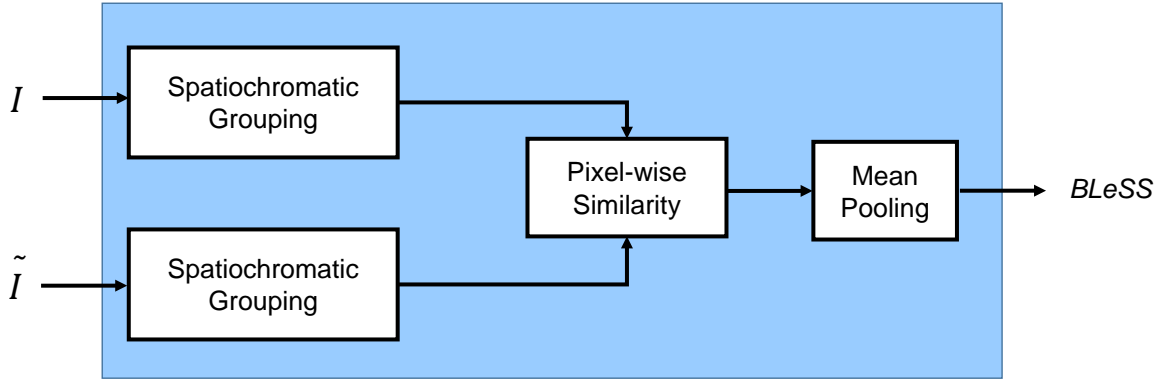 I
Spatiochromatic
Grouping
Pixel-wise
Similarity
Mean
Pooling
BLeSS
Ĩ
Spatiochromatic
Grouping